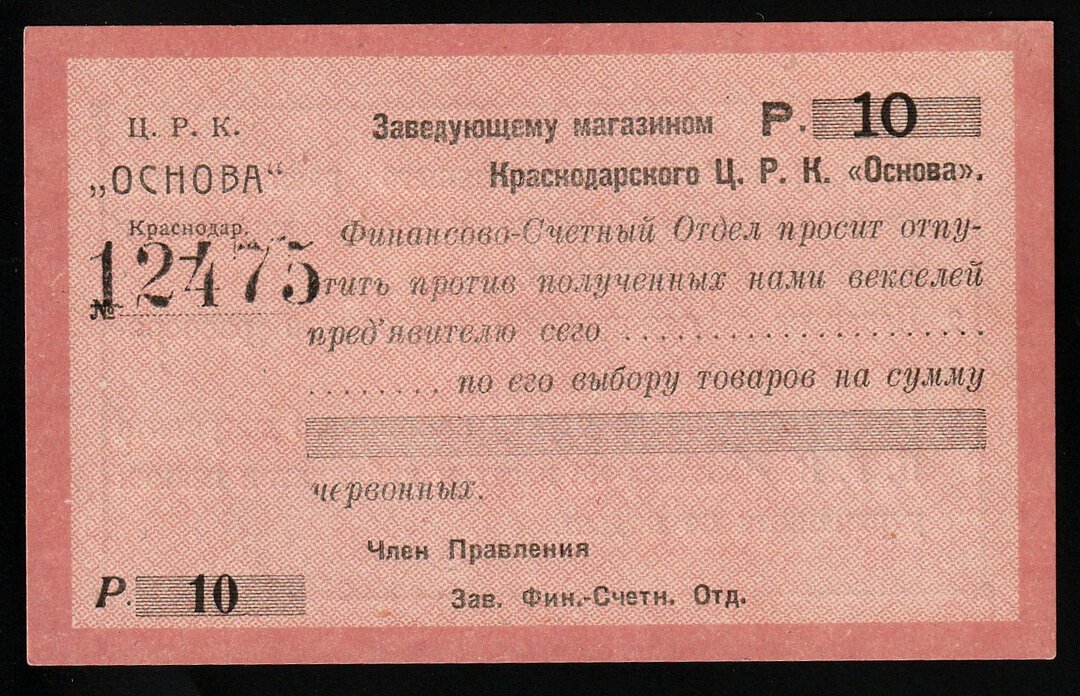 Ц. Р. К.
„ОСНОВА“
Краснодар.
№ 12475
Заведующему магазином Р. 10
Краснодарского Ц. Р. К. «Основа».
Финансово-Счетный Отдел просит отпу-
тить против полученных нами векселей
пред'явителю сего ......................
......... по его выбору товаров на сумму
червонных.
Член Правления
Р. 10
Зав. Фин.-Счетн. Отд.